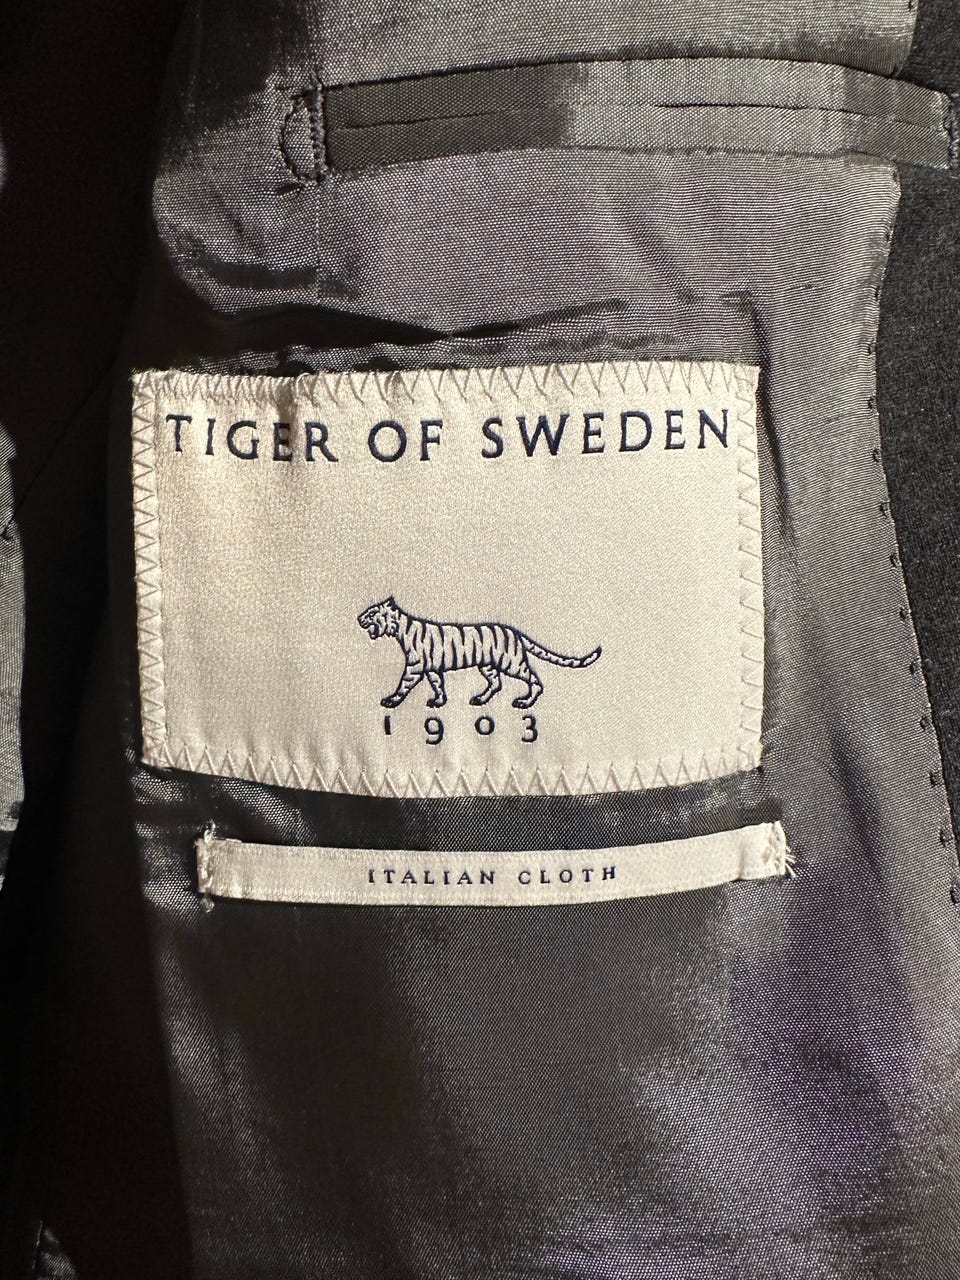 TIGER OF SWEDEN
1903
ITALIAN CLOTH